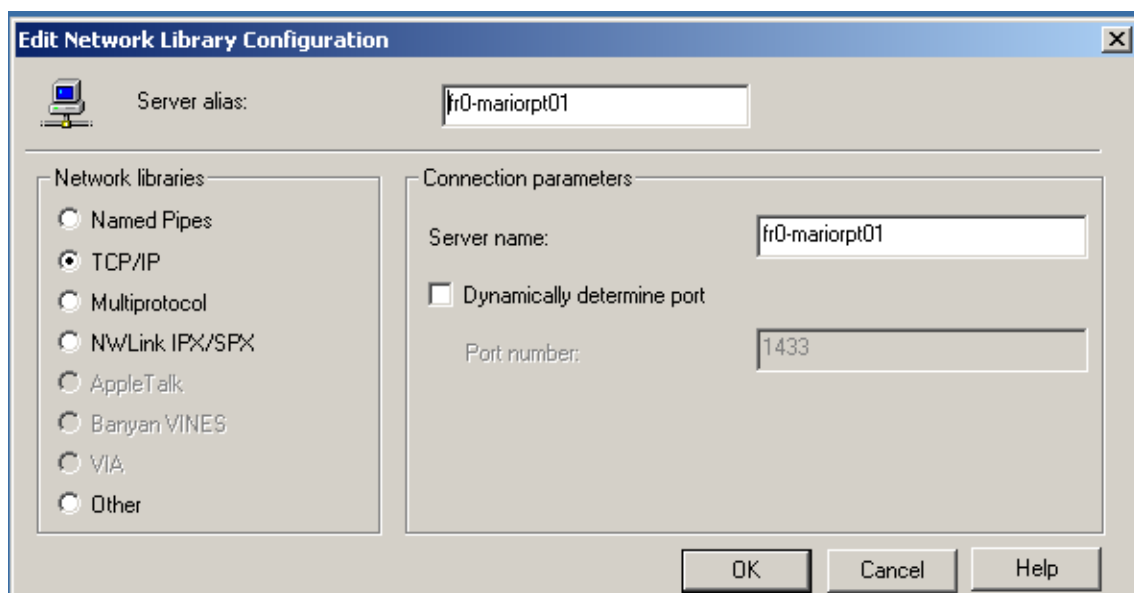 Edit Network Library Configuration
Server alias: fr0-mariorpt01
Network libraries
Named Pipes
TCP/IP
Multiprotocol
NWLink IPX/SPX
AppleTalk
Banyan VINES
VIA
Other
Connection parameters
Server name: fr0-mariorpt01
Dynamically determine port
Port number: 1433
OK Cancel Help